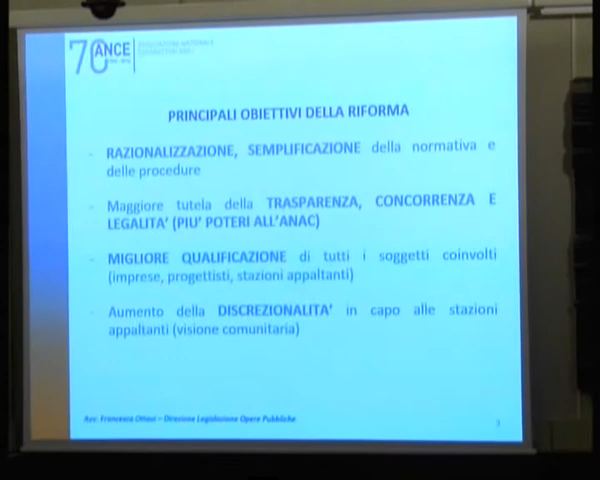 70 ANCE
ASSOCIAZIONE NAZIONALE
COSTRUTTORI EDILI
PRINCIPALI OBIETTIVI DELLA RIFORMA
- RAZIONALIZZAZIONE, SEMPLIFICAZIONE della normativa e
delle procedure
- Maggiore tutela della TRASPARENZA, CONCORRENZA E
LEGALITA’ (PIU’ POTERI ALL’ANAC)
- MIGLIORE QUALIFICAZIONE di tutti i soggetti coinvolti
(imprese, progettisti, stazioni appaltanti)
- Aumento della DISCREZIONALITA’ in capo alle stazioni
appaltanti (visione comunitaria)
Avv. Francesca Ottavi – Direzione Legislazione Opere Pubbliche
3